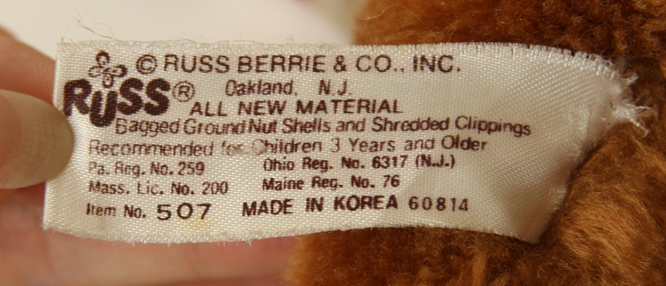 © RUSS BERRIE & CO., INC.
RUSS® Oakland, N.J.
ALL NEW MATERIAL
Bagged Ground Nut Shells and Shredded Clippings
Recommended for Children 3 Years and Older
Pa. Reg. No. 259 Ohio Reg. No. 6317 (N.J.)
Mass. Lic. No. 200 Maine Reg. No. 76
Item No. 507 MADE IN KOREA 60814